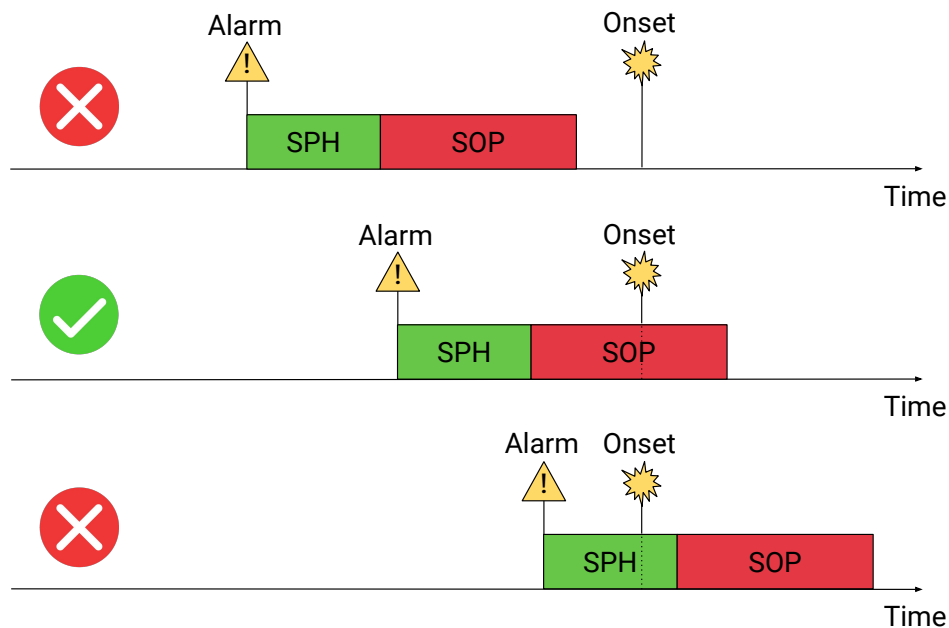 Alarm
Onset
!
SPH
SOP
Time
Alarm
Onset
!
SPH
SOP
Time
Alarm
Onset
!
SPH
SOP
Time